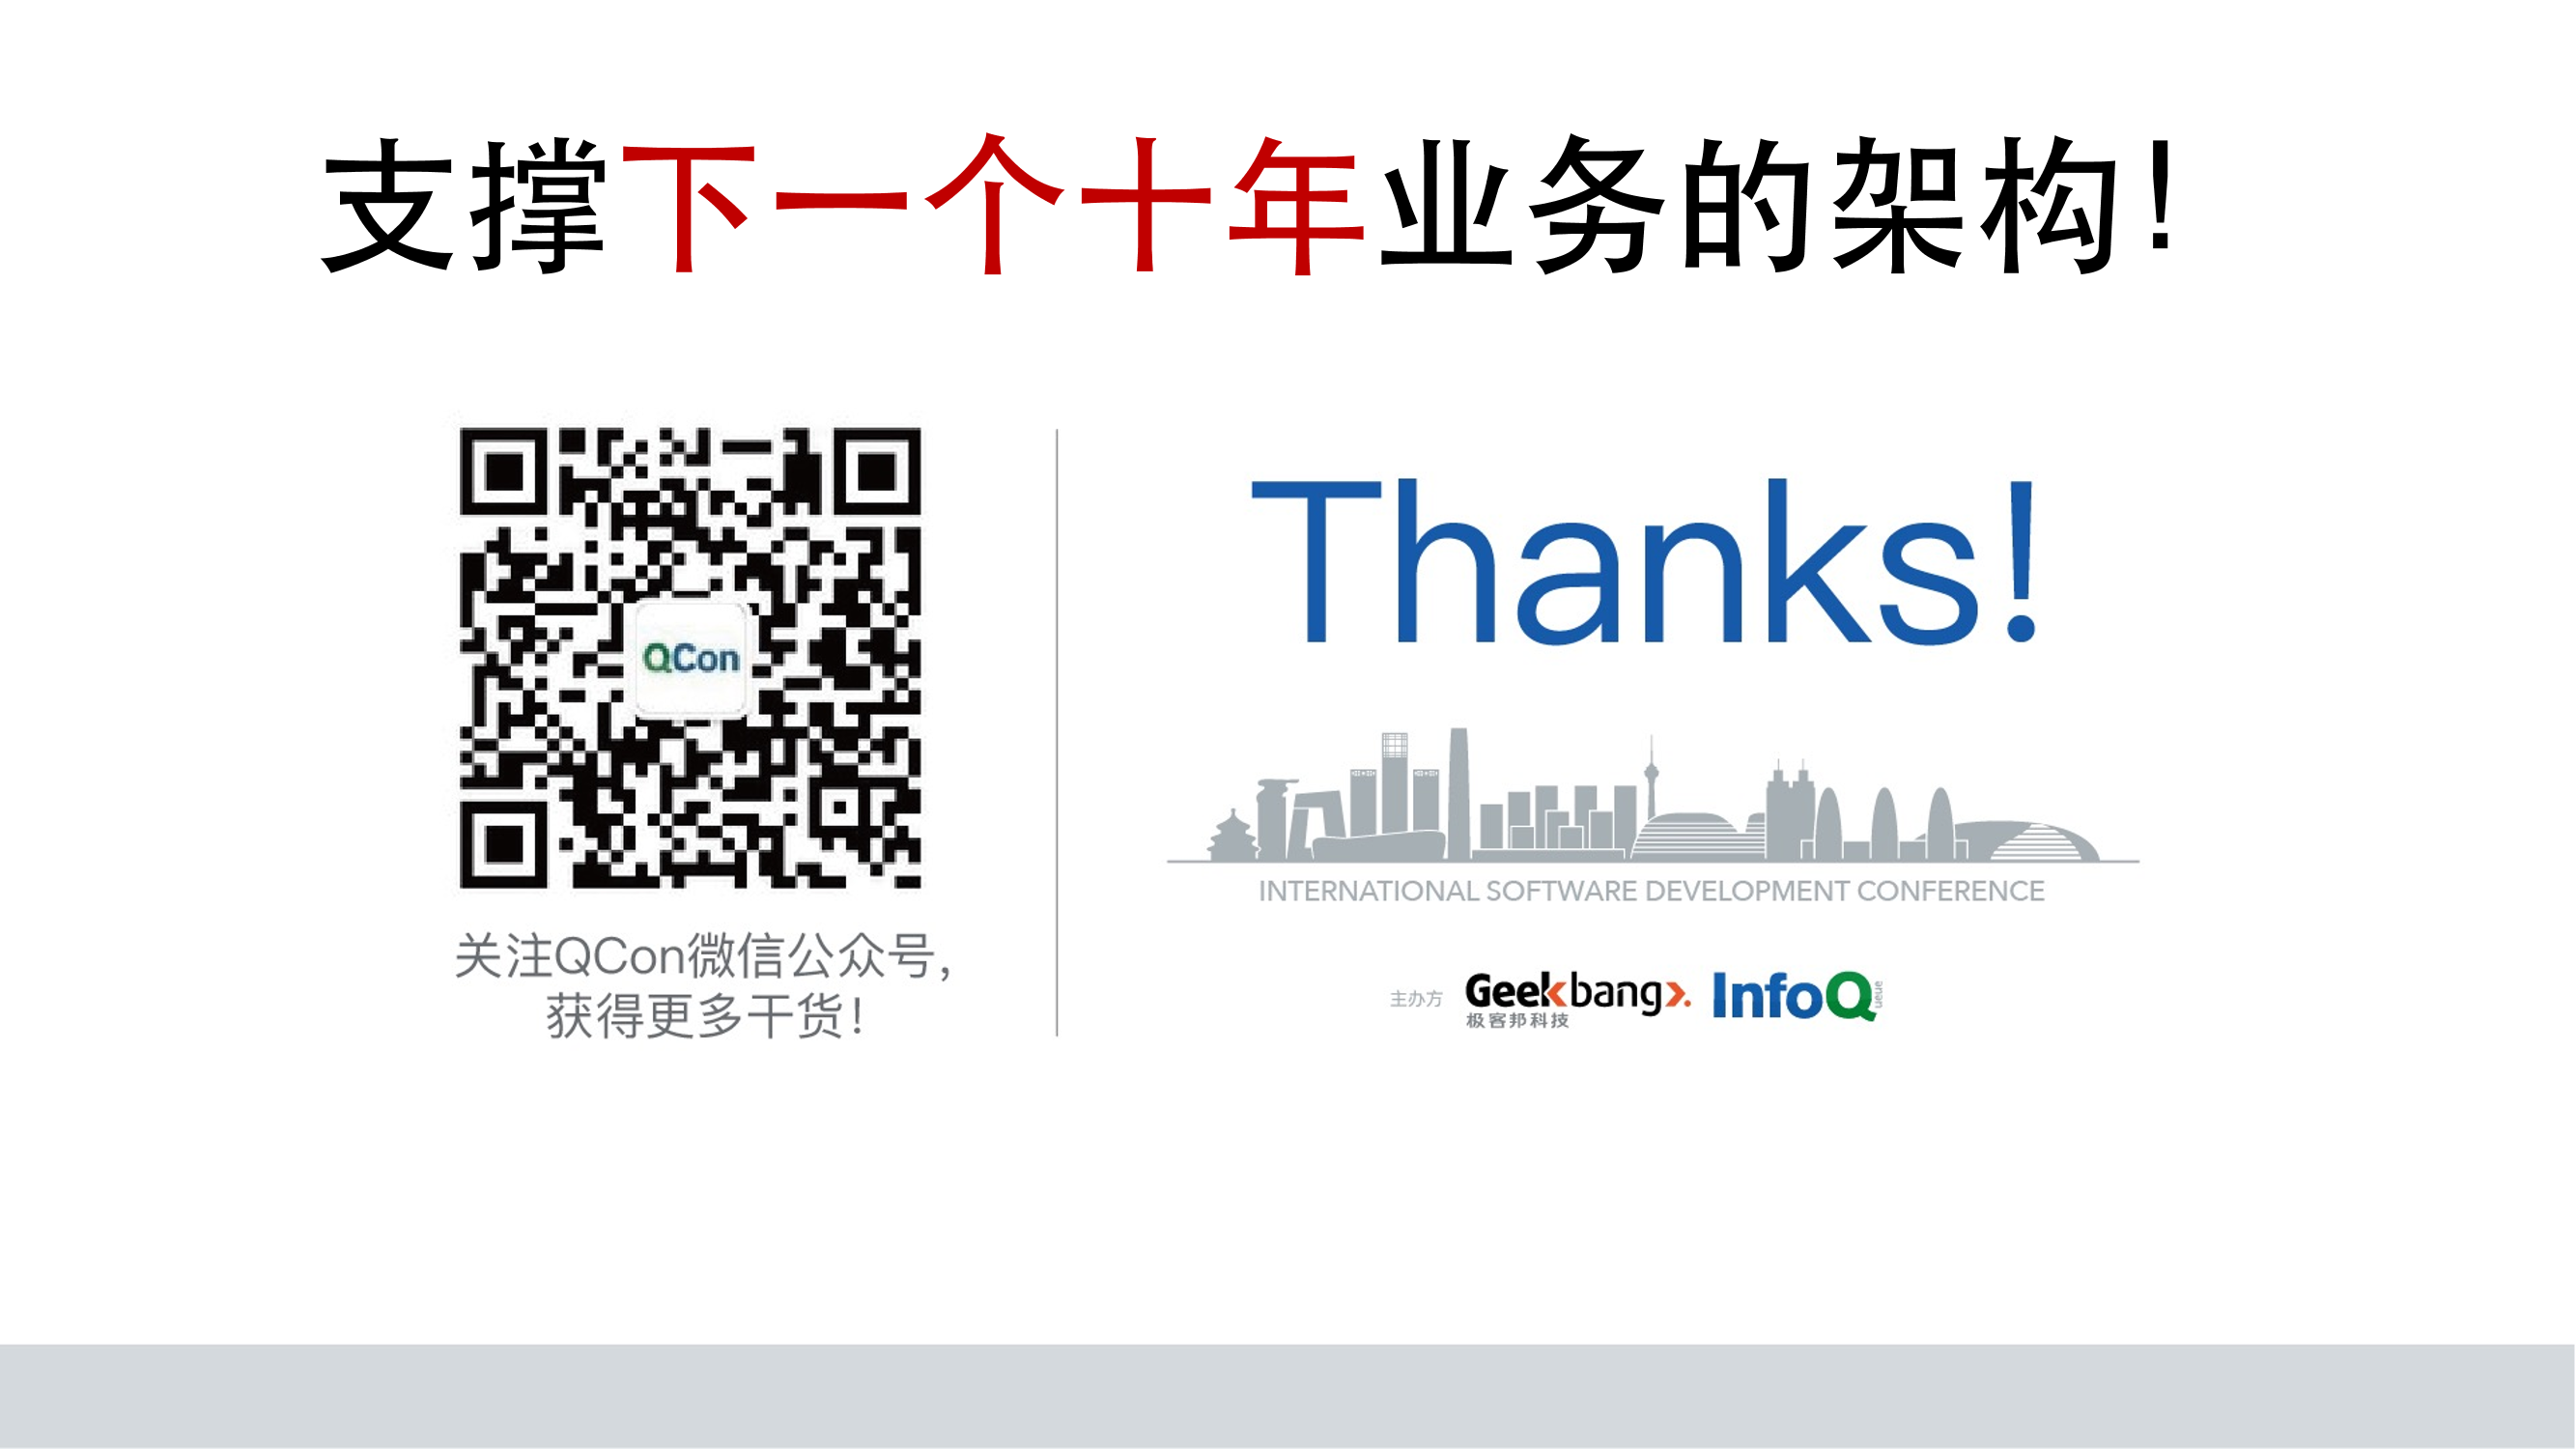 支撑下一个十年业务的架构！
QCon
关注QCon微信公众号，
获得更多干货！
Thanks!
INTERNATIONAL SOFTWARE DEVELOPMENT CONFERENCE
主办方 Geekbang>. InfoQ ueue
极客邦科技